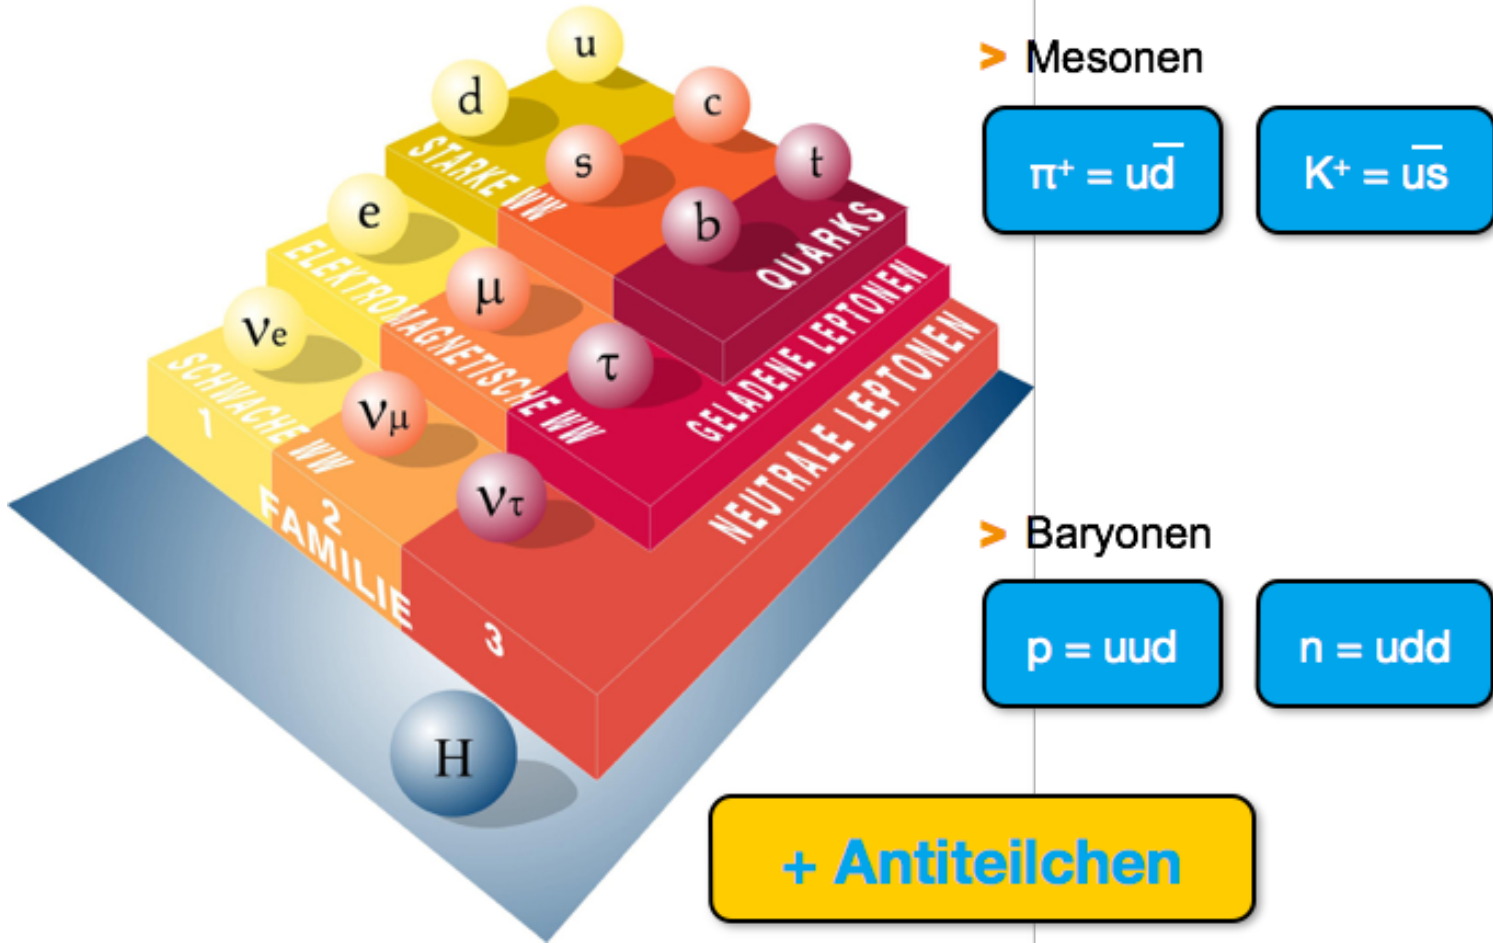 u
d
c
s
t
b
STARKE WW
QUARKS
e
μ
τ
ELEKTROMAGNETISCHE WW
GELADENE LEPTONEN
νe
νμ
ντ
SCHWACHE WW
NEUTRALE LEPTONEN
1
2
3
FAMILIE
H
> Mesonen
π⁺ = ud̅
K⁺ = us̅
> Baryonen
p = uud
n = udd
+ Antiteilchen